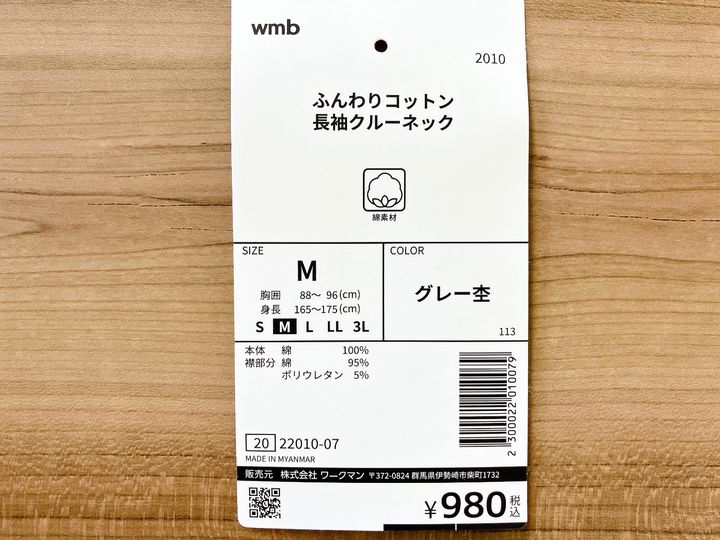 wmb
2010
ふんわりコットン
長袖クルーネック
綿素材
SIZE
M
胸囲 88〜 96(cm)
身長 165〜175(cm)
S M L LL 3L
COLOR
グレー杢
113
本体 綿 100%
襟部分 綿 95%
ポリウレタン 5%
20 22010-07
MADE IN MYANMAR
2 300022 010079
販売元 株式会社 ワークマン 〒372-0824 群馬県伊勢崎市柴町1732
¥980税込